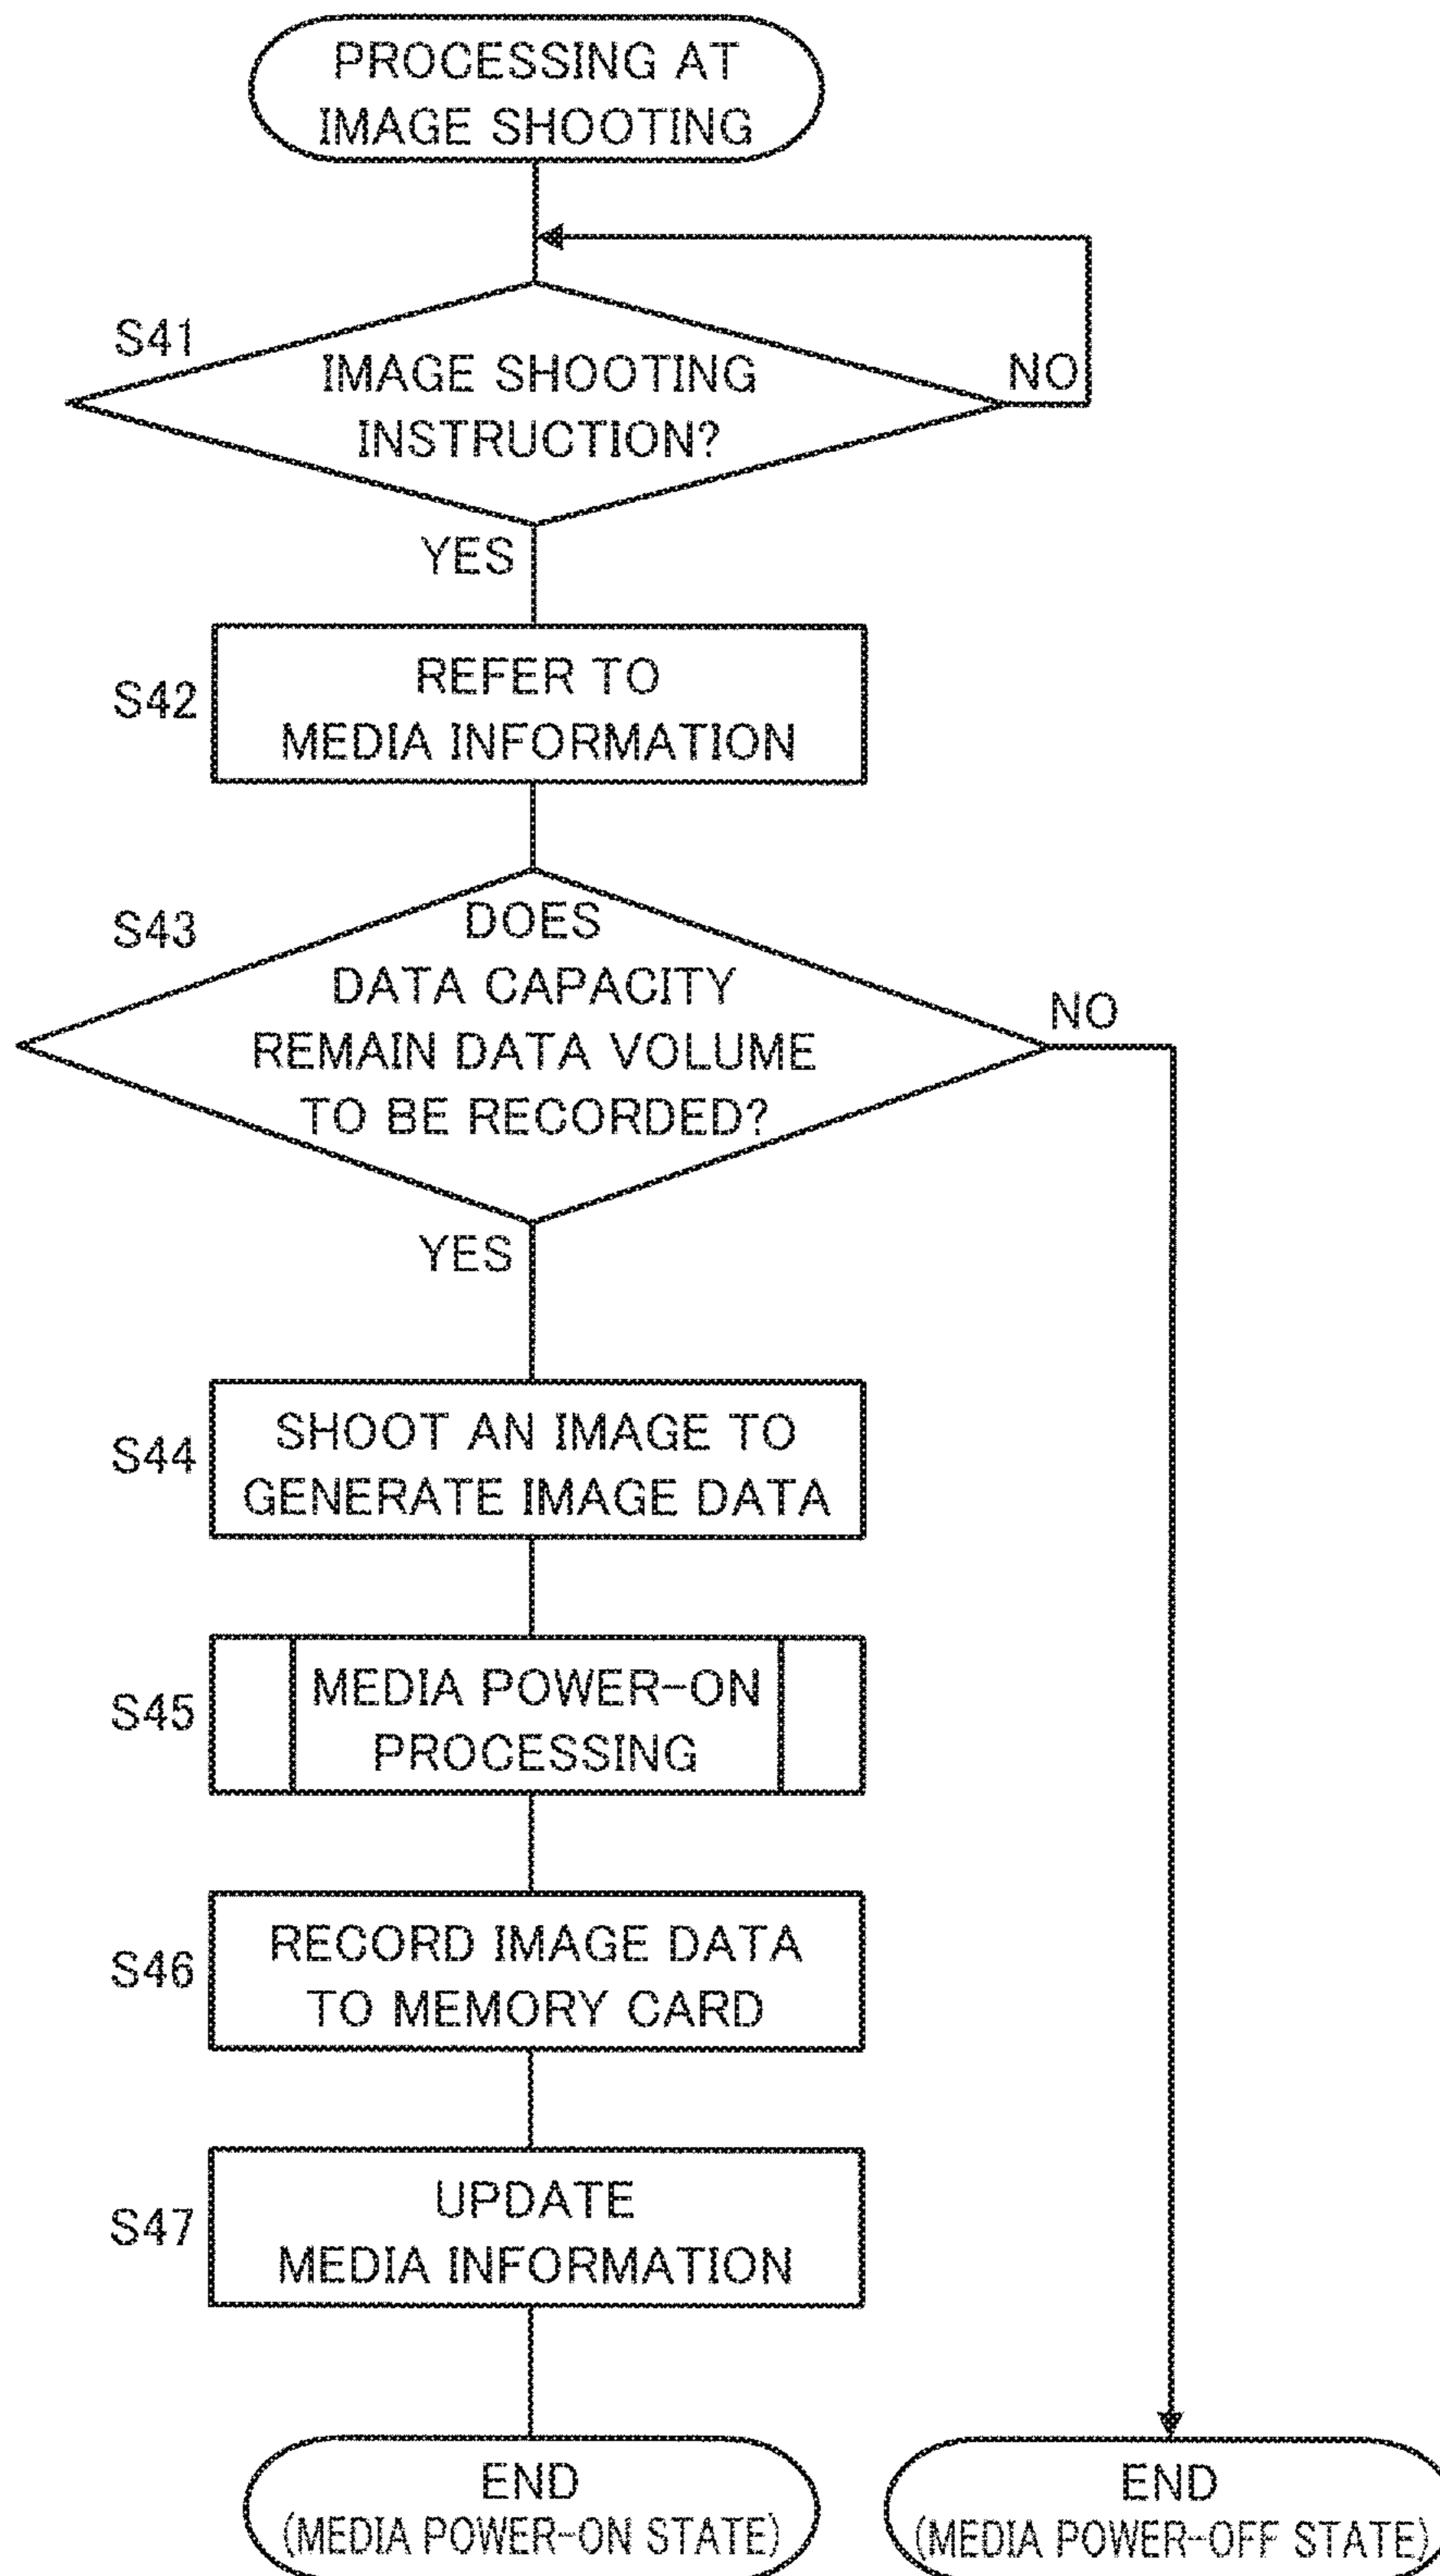 PROCESSING AT
IMAGE SHOOTING
S41
IMAGE SHOOTING
INSTRUCTION?
NO
YES
S42
REFER TO
MEDIA INFORMATION
S43
DOES
DATA CAPACITY
REMAIN DATA VOLUME
TO BE RECORDED?
NO
YES
S44
SHOOT AN IMAGE TO
GENERATE IMAGE DATA
S45
MEDIA POWER-ON
PROCESSING
S46
RECORD IMAGE DATA
TO MEMORY CARD
S47
UPDATE
MEDIA INFORMATION
END
(MEDIA POWER-ON STATE)
END
(MEDIA POWER-OFF STATE)